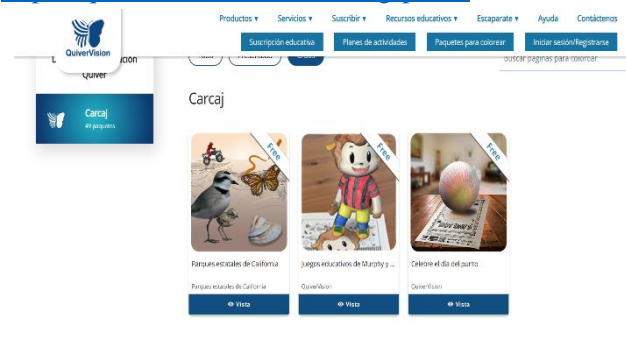 Productos ▾ Servicios ▾ Suscribir ▾ Recursos educativos ▾ Escaparate ▾ Ayuda Contáctenos
QuiverVision
Suscripción educativa Planes de actividades Paquetes para colorear Iniciar sesión/Registrarse
Quiver
buscar páginas para colorear
Carcaj
49 paquetes
Carcaj
Free
Free
Free
Parques estatales de California
Juegos educativos de Murphy y ...
Celebre el día del punto
Parques estatales de California
QuiverVision
QuiverVision
Vista
Vista
Vista